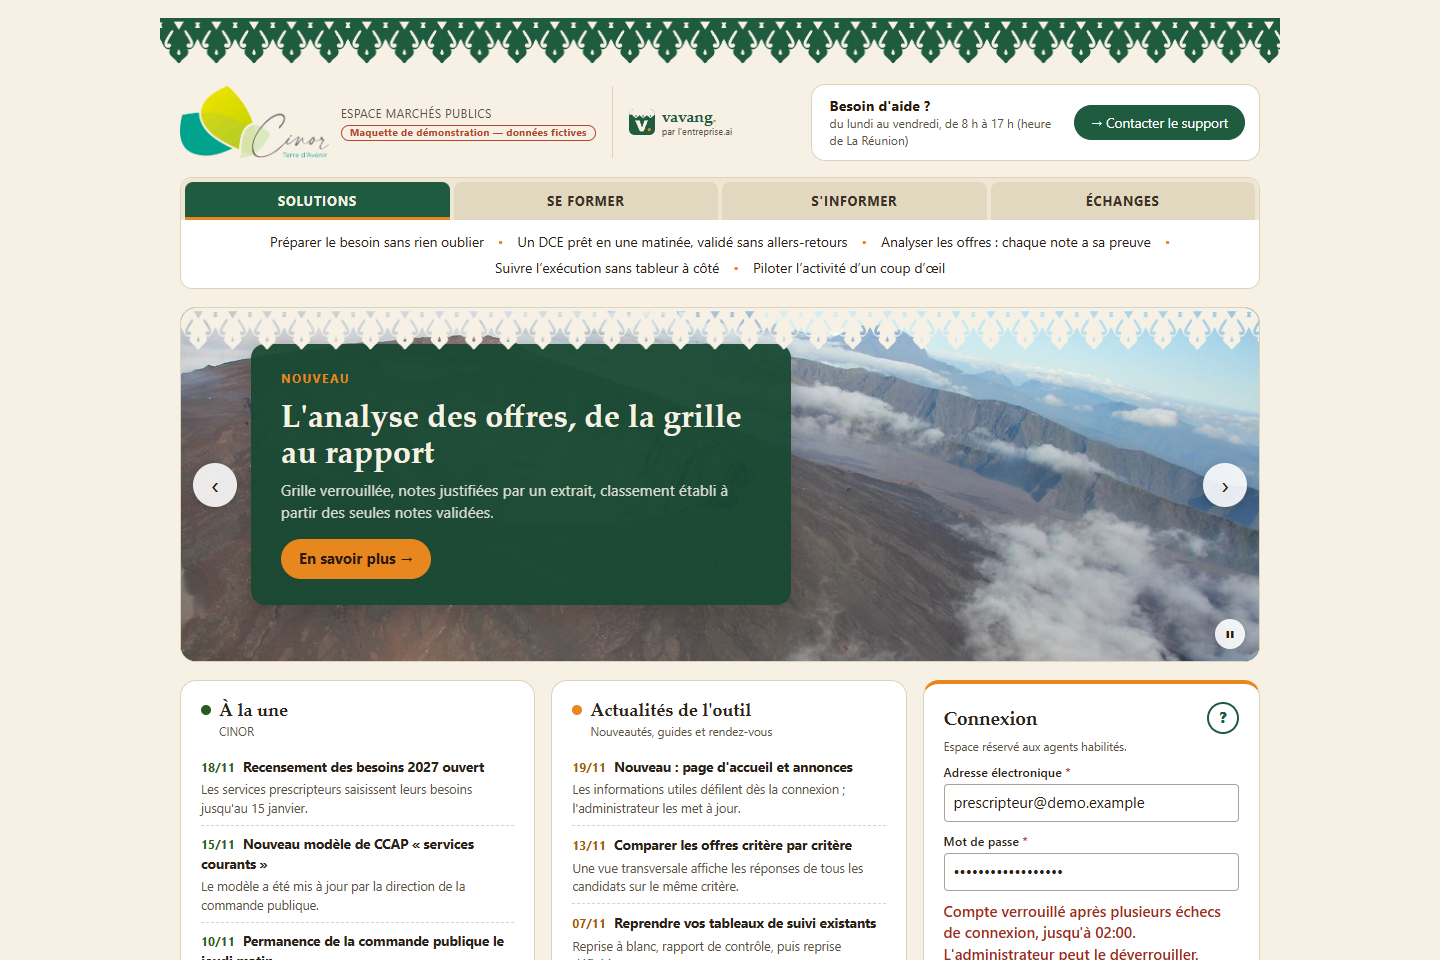 Cinor
Terre d'Avenir
ESPACE MARCHÉS PUBLICS
Maquette de démonstration — données fictives
v.
vavang.
par l'entreprise.ai
Besoin d'aide ?
du lundi au vendredi, de 8 h à 17 h (heure
de La Réunion)
→ Contacter le support
SOLUTIONS
SE FORMER
S'INFORMER
ÉCHANGES
Préparer le besoin sans rien oublier • Un DCE prêt en une matinée, validé sans allers-retours • Analyser les offres : chaque note a sa preuve •
Suivre l’exécution sans tableur à côté • Piloter l’activité d’un coup d’œil
NOUVEAU
L'analyse des offres, de la grille
au rapport
Grille verrouillée, notes justifiées par un extrait, classement établi à
partir des seules notes validées.
En savoir plus →
‹
›
À la une
CINOR
18/11 Recensement des besoins 2027 ouvert
Les services prescripteurs saisissent leurs besoins
jusqu'au 15 janvier.
15/11 Nouveau modèle de CCAP « services
courants »
Le modèle a été mis à jour par la direction de la
commande publique.
10/11 Permanence de la commande publique le
jeudi matin
Actualités de l'outil
Nouveautés, guides et rendez-vous
19/11 Nouveau : page d'accueil et annonces
Les informations utiles défilent dès la connexion ;
l'administrateur les met à jour.
13/11 Comparer les offres critère par critère
Une vue transversale affiche les réponses de tous les
candidats sur le même critère.
07/11 Reprendre vos tableaux de suivi existants
Reprise à blanc, rapport de contrôle, puis reprise
Connexion
?
Espace réservé aux agents habilités.
Adresse électronique *
prescripteur@demo.example
Mot de passe *
••••••••••••••••••
Compte verrouillé après plusieurs échecs
de connexion, jusqu'à 02:00.
L'administrateur peut le déverrouiller.